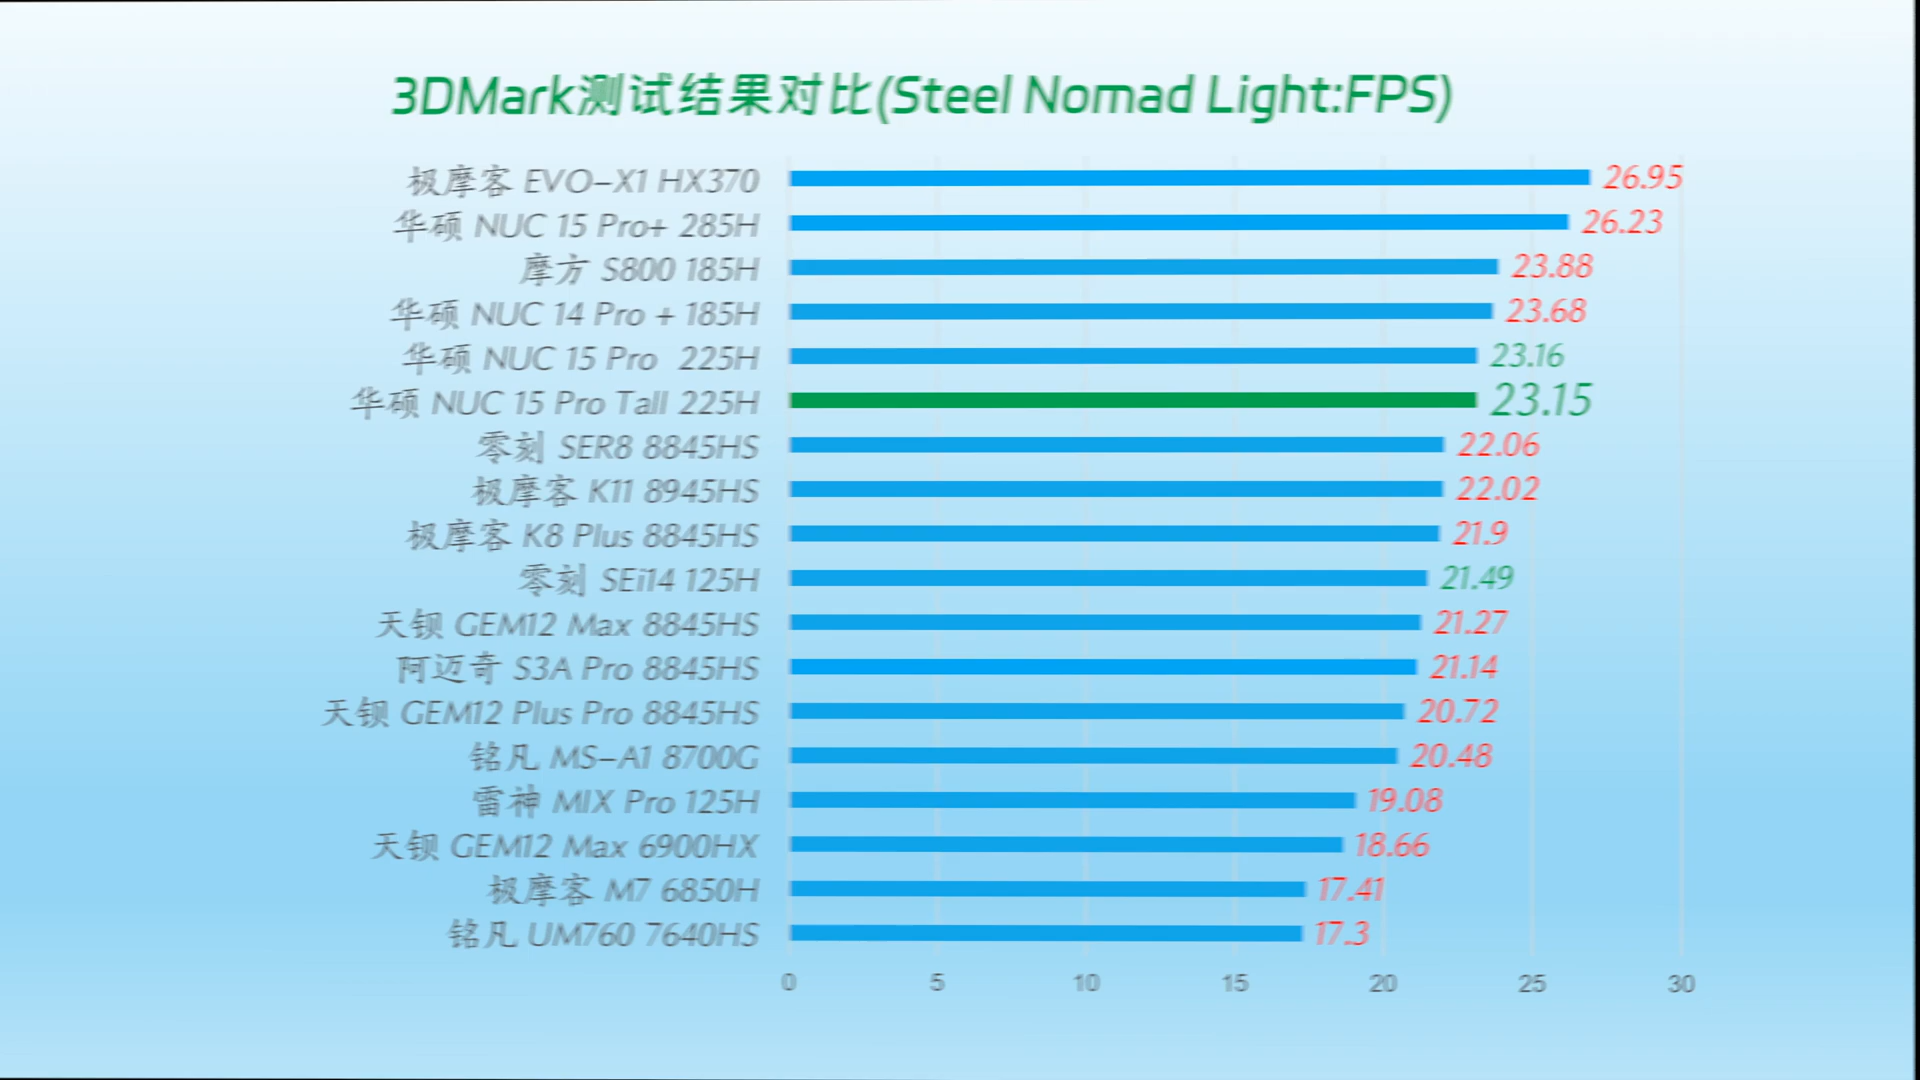 3DMark测试结果对比(Steel Nomad Light:FPS)
极摩客 EVO-X1 HX370 26.95
华硕 NUC 15 Pro+ 285H 26.23
摩方 S800 185H 23.88
华硕 NUC 14 Pro + 185H 23.68
华硕 NUC 15 Pro 225H 23.16
华硕 NUC 15 Pro Tall 225H 23.15
零刻 SER8 8845HS 22.06
极摩客 K11 8945HS 22.02
极摩客 K8 Plus 8845HS 21.9
零刻 SEi14 125H 21.49
天钡 GEM12 Max 8845HS 21.27
阿迈奇 S3A Pro 8845HS 21.14
天钡 GEM12 Plus Pro 8845HS 20.72
铭凡 MS-A1 8700G 20.48
雷神 MIX Pro 125H 19.08
天钡 GEM12 Max 6900HX 18.66
极摩客 M7 6850H 17.41
铭凡 UM760 7640HS 17.3
0 5 10 15 20 25 30